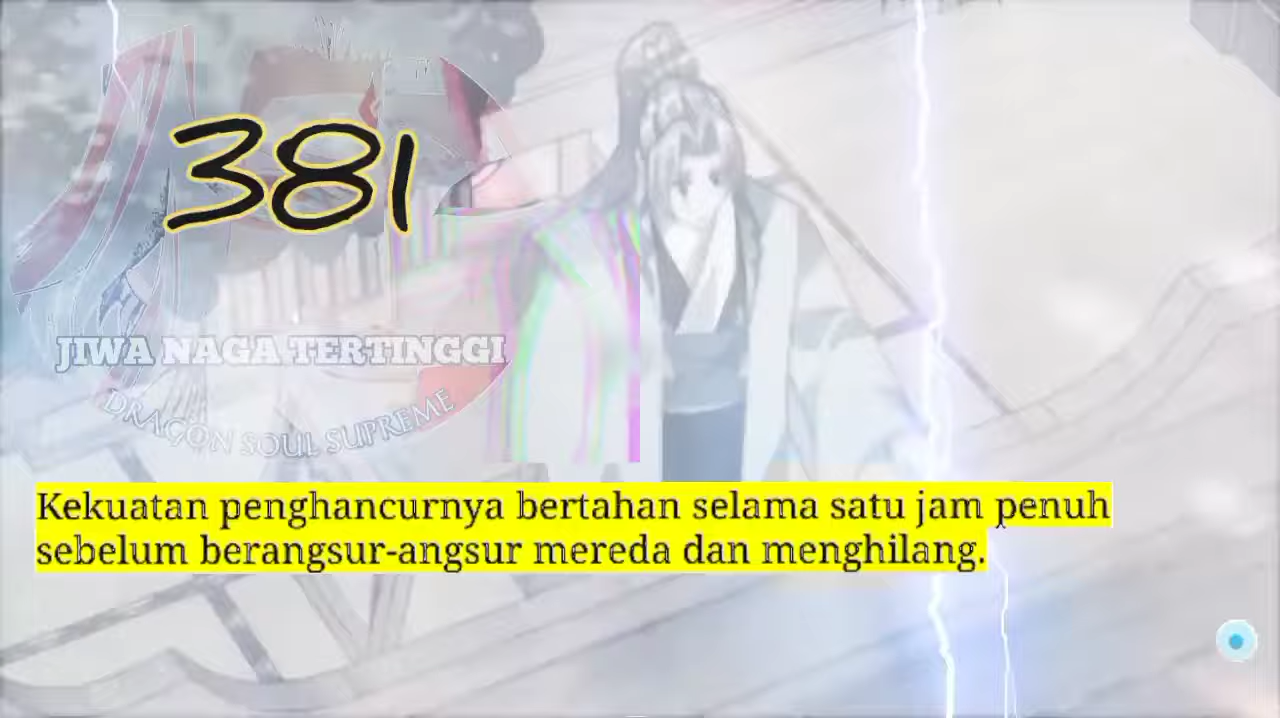 381
JIWA NAGA TERTINGGI
DRAGON SOUL SUPREME
Kekuatan penghancurnya bertahan selama satu jam penuh
sebelum berangsur-angsur mereda dan menghilang.